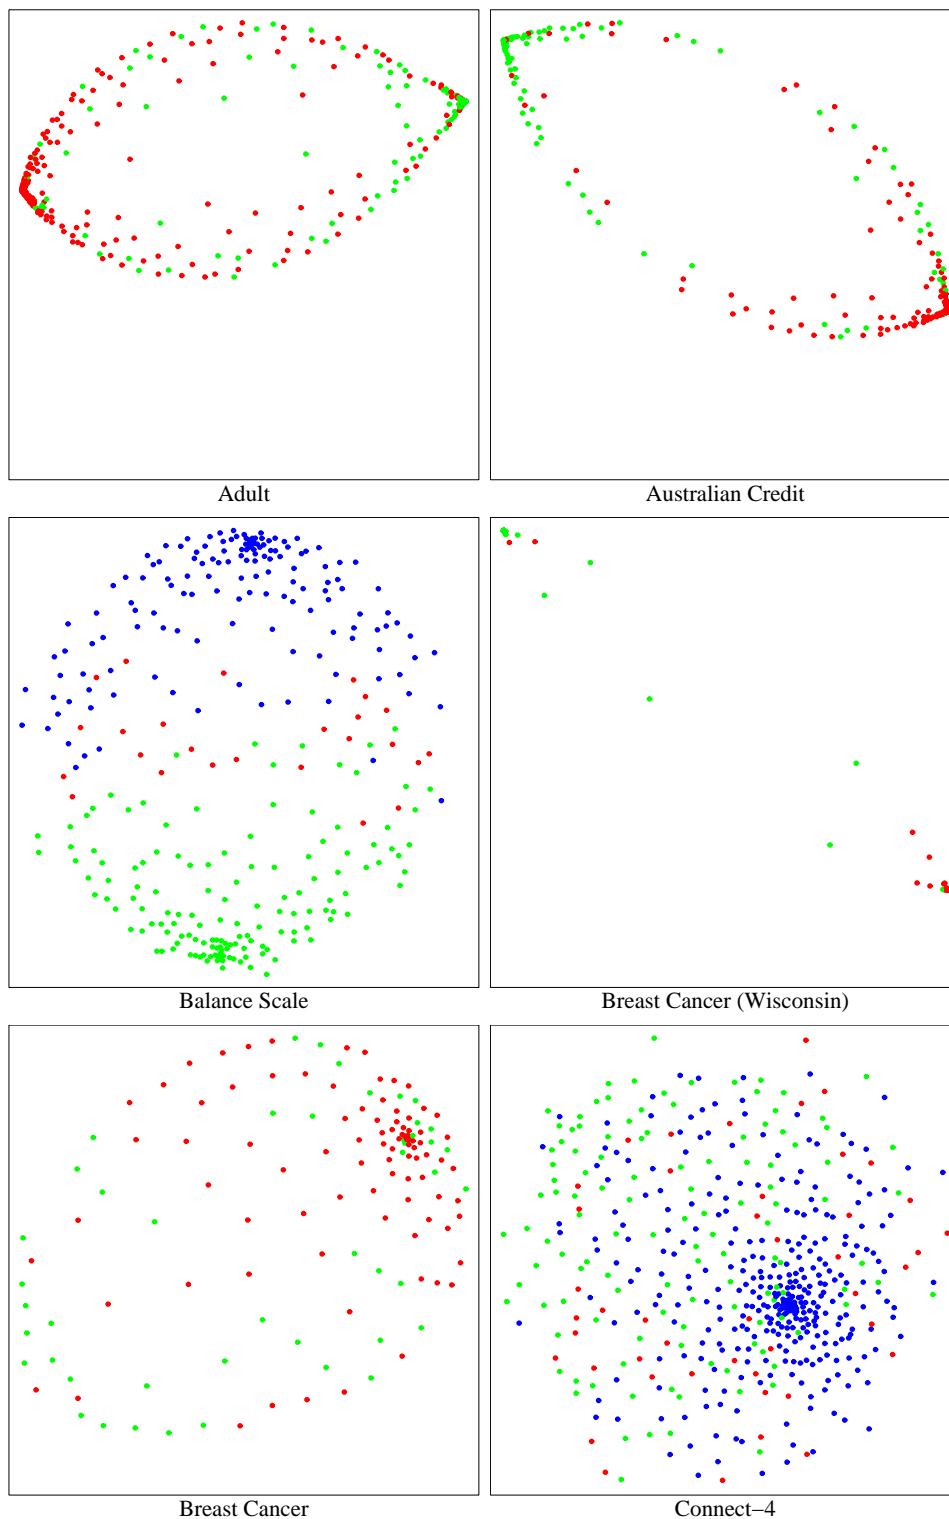 Adult
Australian Credit
Balance Scale
Breast Cancer (Wisconsin)
Breast Cancer
Connect−4